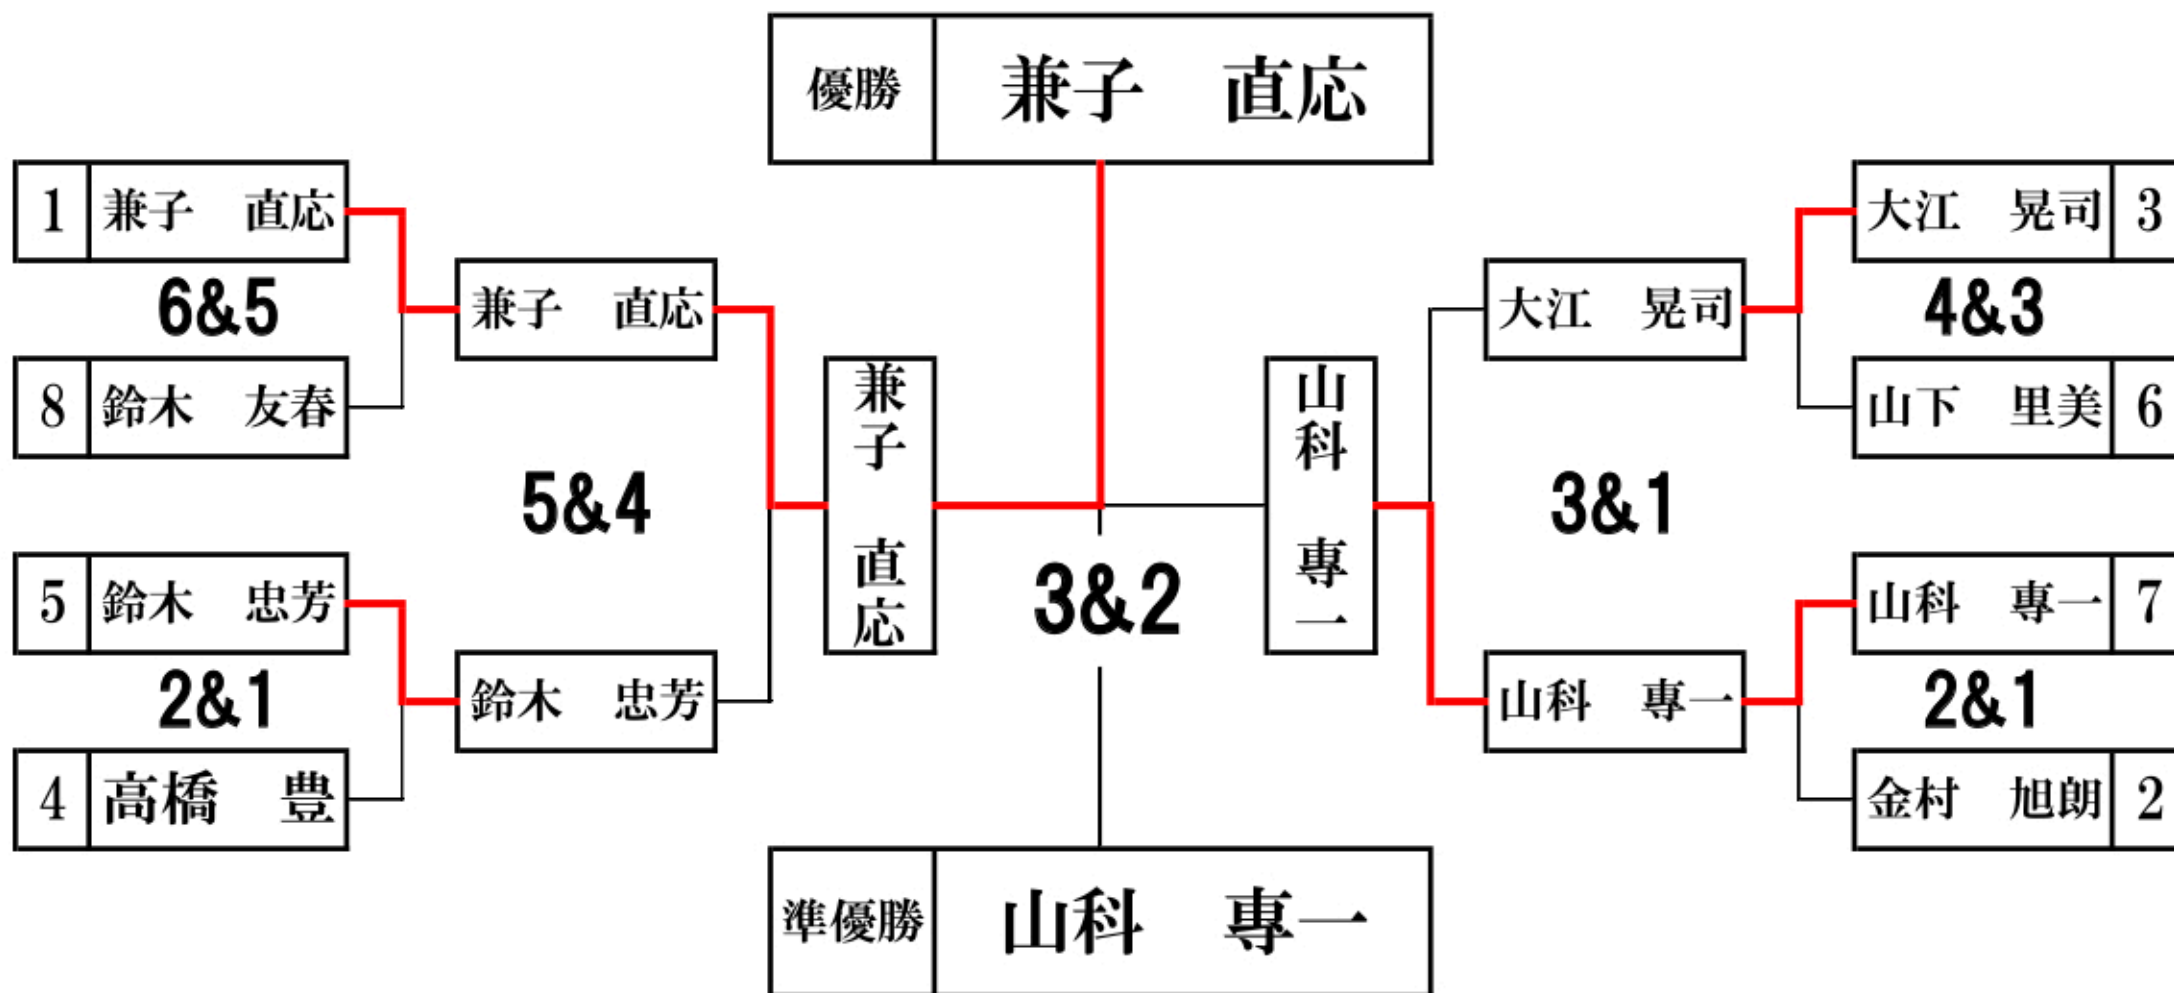 優勝 兼子 直応
1 兼子 直応
6&5
8 鈴木 友春
兼子 直応
5&4
5 鈴木 忠芳
2&1
4 高橋 豊
鈴木 忠芳
兼子 直応
3&2
山科 専一
大江 晃司
3&1
山科 専一
大江 晃司 3
4&3
山下 里美 6
山科 専一 7
2&1
金村 旭朗 2
準優勝 山科 専一